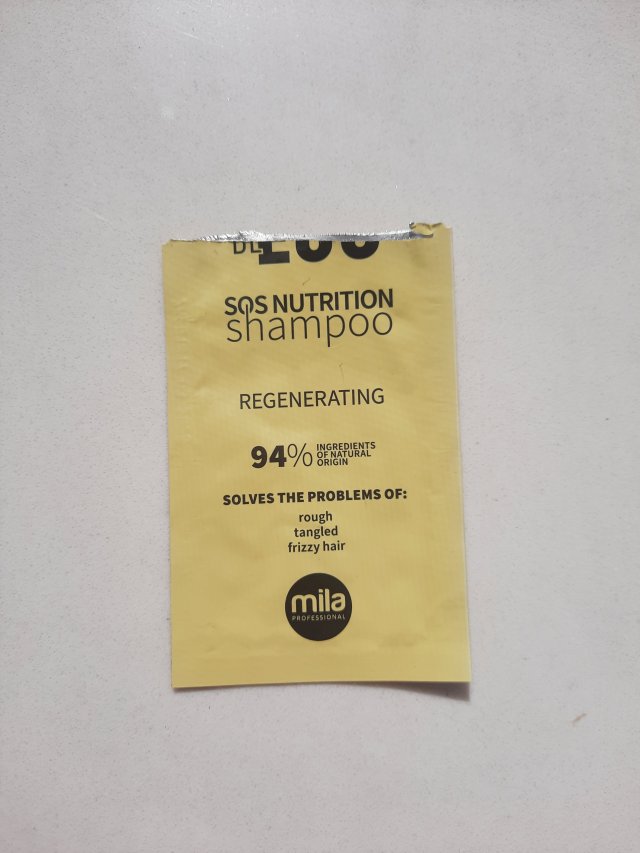 SOS NUTRITION
shampoo
REGENERATING
94% INGREDIENTS
OF NATURAL
ORIGIN
SOLVES THE PROBLEMS OF:
rough
tangled
frizzy hair
mila
PROFESSIONAL